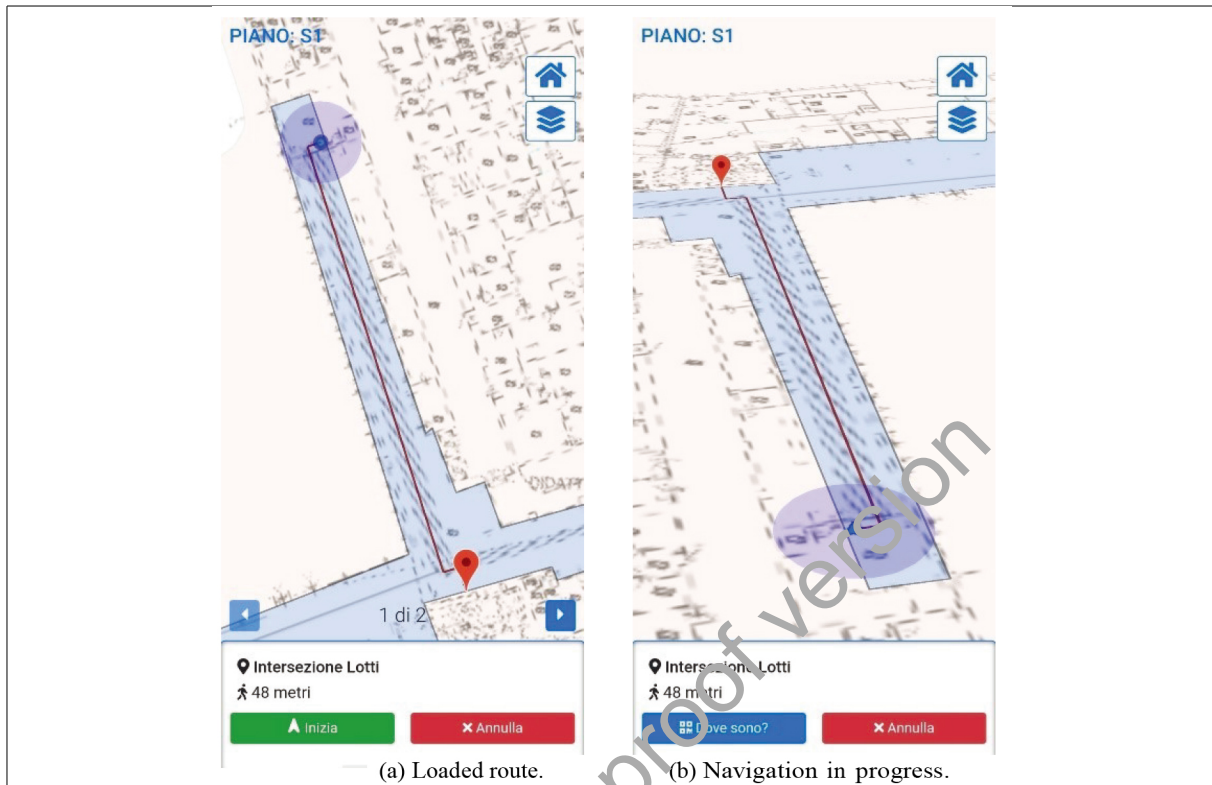 PIANO: S1
1 di 2
Intersezione Lotti
48 metri
Inizia
Annulla
(a) Loaded route.
PIANO: S1
Intersezione Lotti
48 metri
Dove sono?
Annulla
(b) Navigation in progress.
proof version